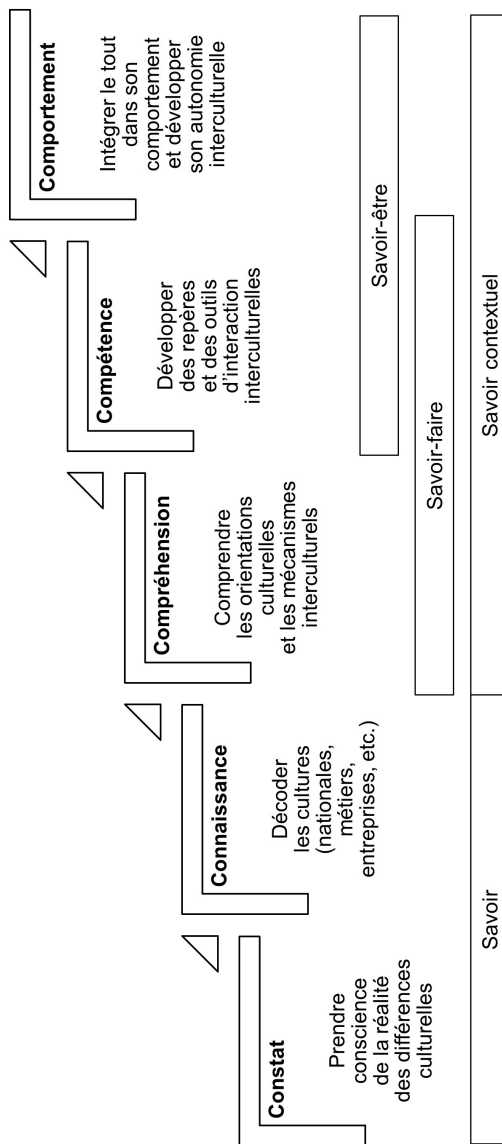 Constat
Prendre
conscience
de la réalité
des différences
culturelles
Connaissance
Décoder
les cultures
(nationales,
métiers,
entreprises, etc.)
Compréhension
Comprendre
les orientations
culturelles
et les mécanismes
interculturels
Compétence
Développer
des repères
et des outils
d'interaction
interculturelles
Comportement
Intégrer le tout
dans son
comportement
et développer
son autonomie
interculturelle
Savoir-être
Savoir-faire
Savoir
Savoir contextuel